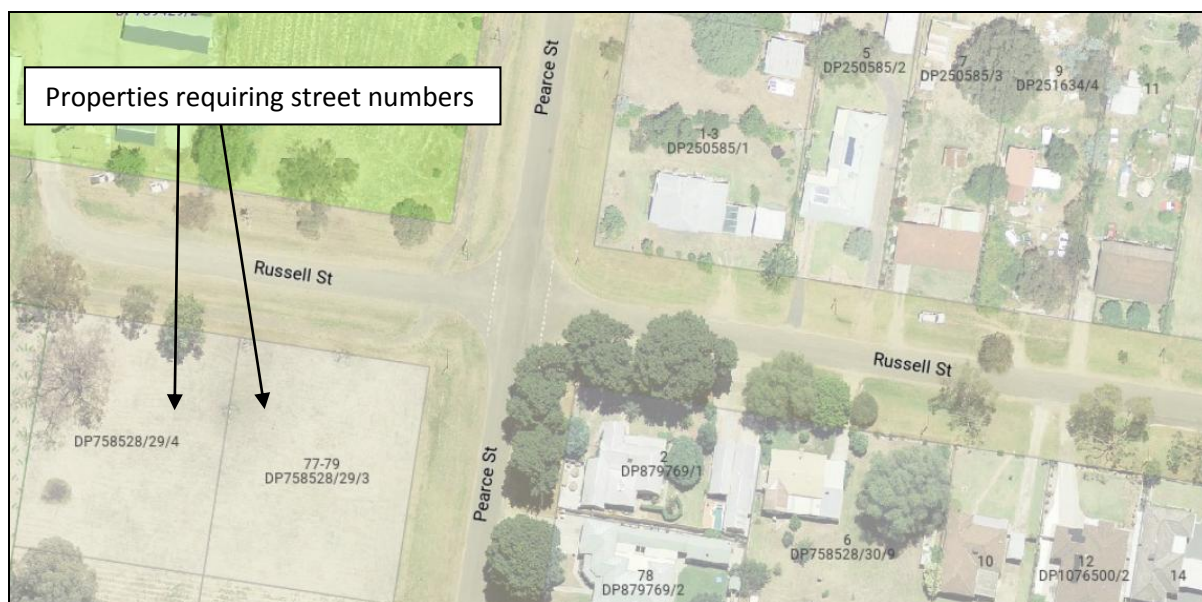 Pearce St
5
DP250585/2
7
DP250585/3
9
DP251634/4
11
Properties requiring street numbers
1-3
DP250585/1
Russell St
Russell St
DP758528/29/4
77-79
DP758528/29/3
Pearce St
2
DP879769/1
6
DP758528/30/9
10
12
DP1076500/2
14
78
DP879769/2